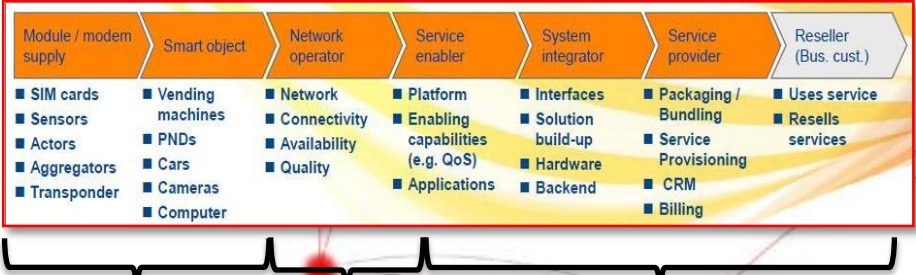 Module / modem
supply
Smart object
Network
operator
Service
enabler
System
integrator
Service
provider
Reseller
(Bus. cust.)
■ SIM cards
■ Sensors
■ Actors
■ Aggregators
■ Transponder
■ Vending
machines
■ PNDs
■ Cars
■ Cameras
■ Computer
■ Network
■ Connectivity
■ Availability
■ Quality
■ Platform
■ Enabling
capabilities
(e.g. QoS)
■ Applications
■ Interfaces
■ Solution
build-up
■ Hardware
■ Backend
■ Packaging /
Bundling
■ Service
Provisioning
■ CRM
■ Billing
■ Uses service
■ Resells
services